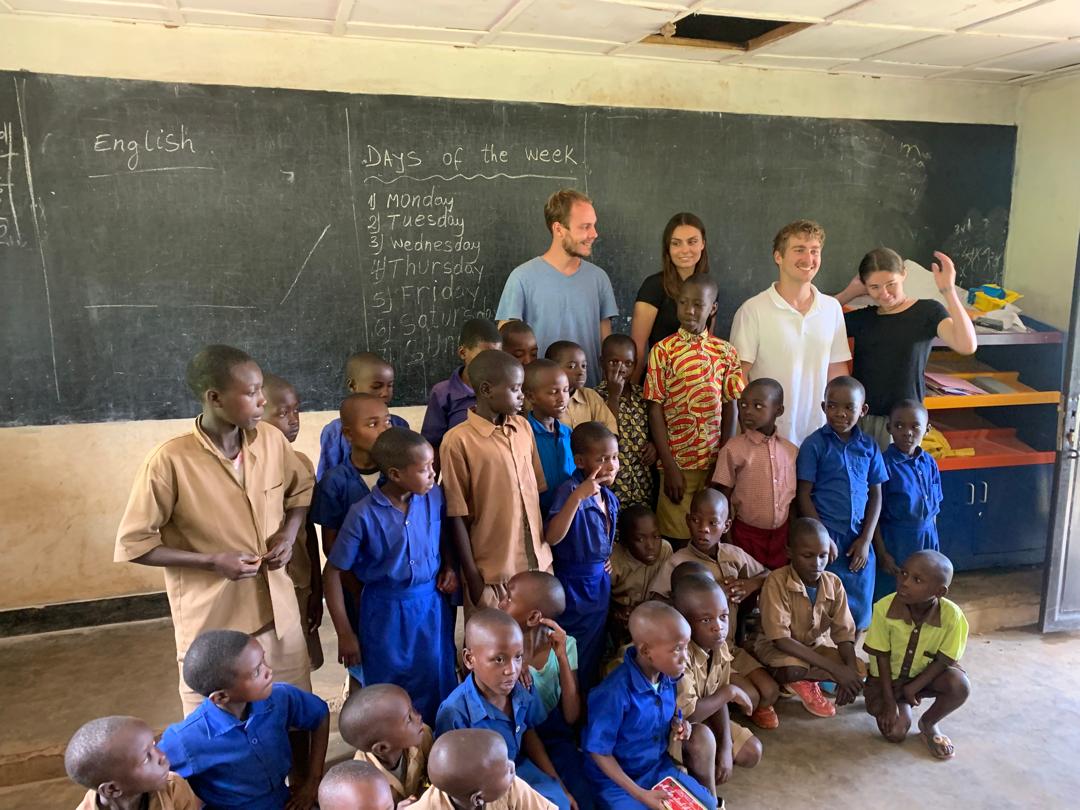 English
Days of the week
1) Monday
2) Tuesday
3) Wednesday
4) Thursday
5) Friday
6) Saturday